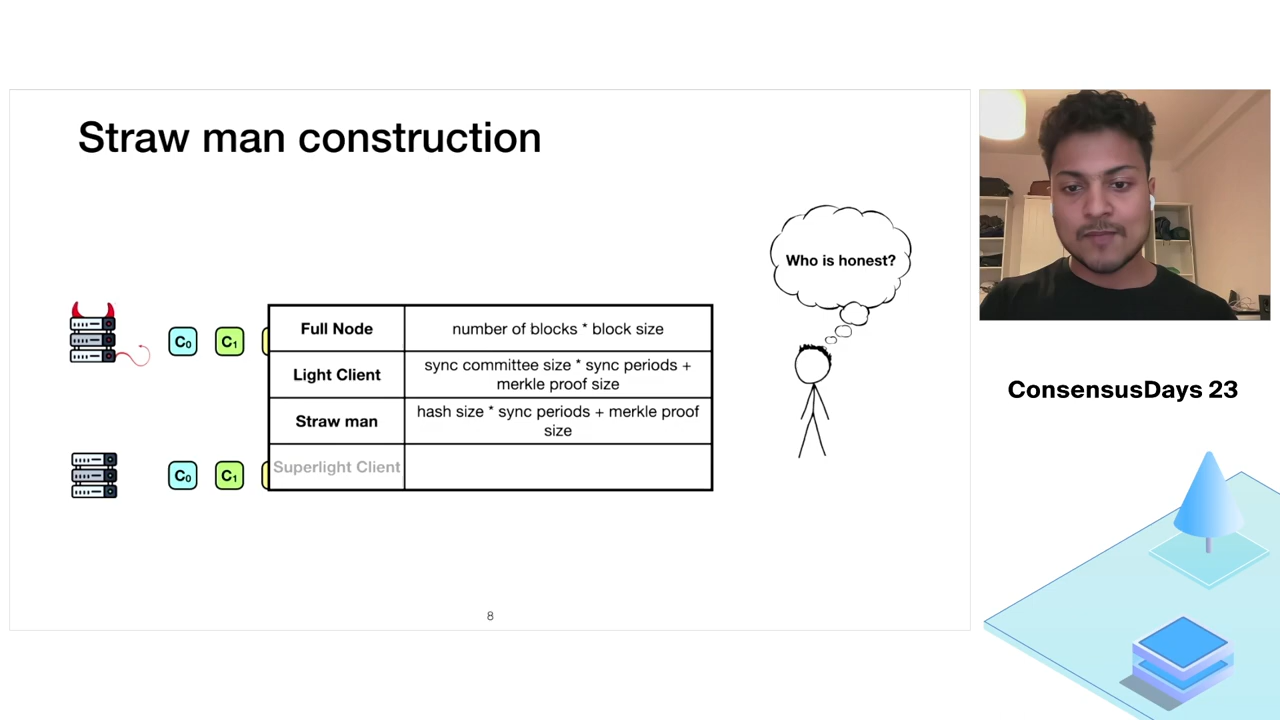 Straw man construction
Who is honest?
C0 C1
Full Node number of blocks * block size
Light Client sync committee size * sync periods +
merkle proof size
Straw man hash size * sync periods + merkle proof
size
Superlight Client
C0 C1
8
ConsensusDays 23